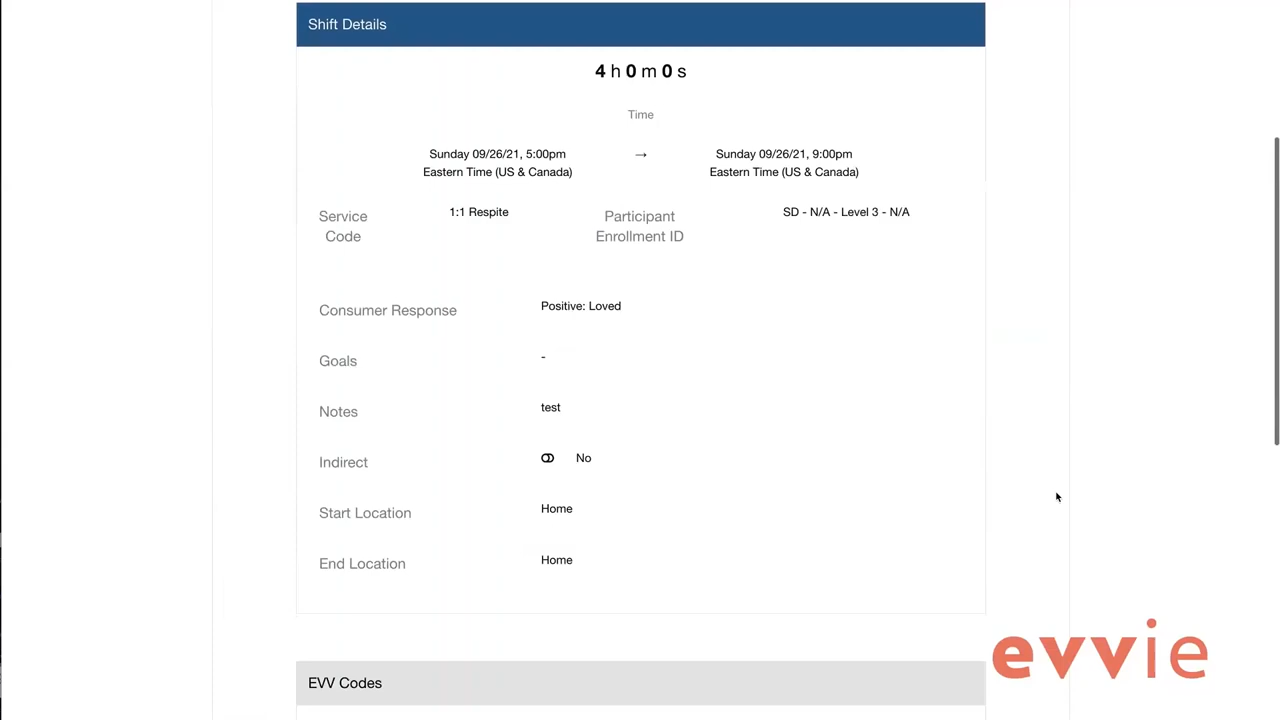 Shift Details
4 h 0 m 0 s
Time
Sunday 09/26/21, 5:00pm → Sunday 09/26/21, 9:00pm
Eastern Time (US & Canada) Eastern Time (US & Canada)
Service Code 1:1 Respite Participant Enrollment ID SD - N/A - Level 3 - N/A
Consumer Response Positive: Loved
Goals -
Notes test
Indirect No
Start Location Home
End Location Home
evvie
EVV Codes